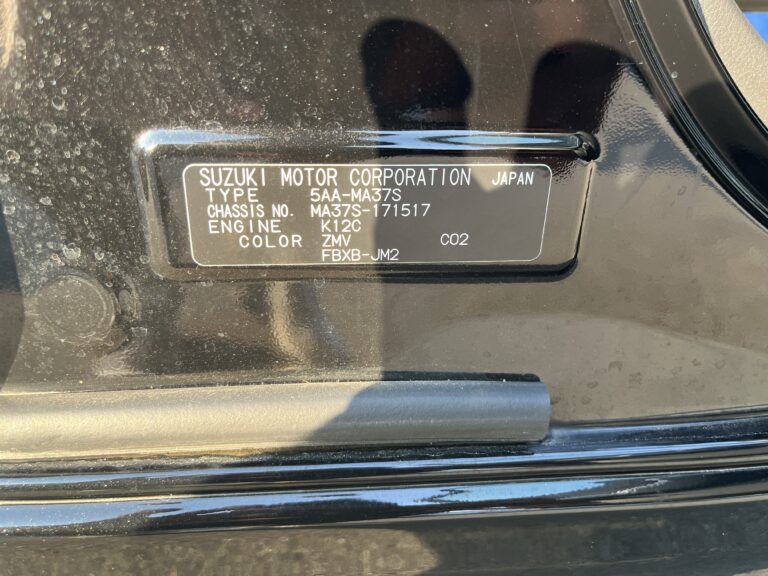 SUZUKI MOTOR CORPORATION JAPAN
TYPE 5AA-MA37S
CHASSIS NO. MA37S-171517
ENGINE K12C
COLOR ZMV C02
FBXB-JM2